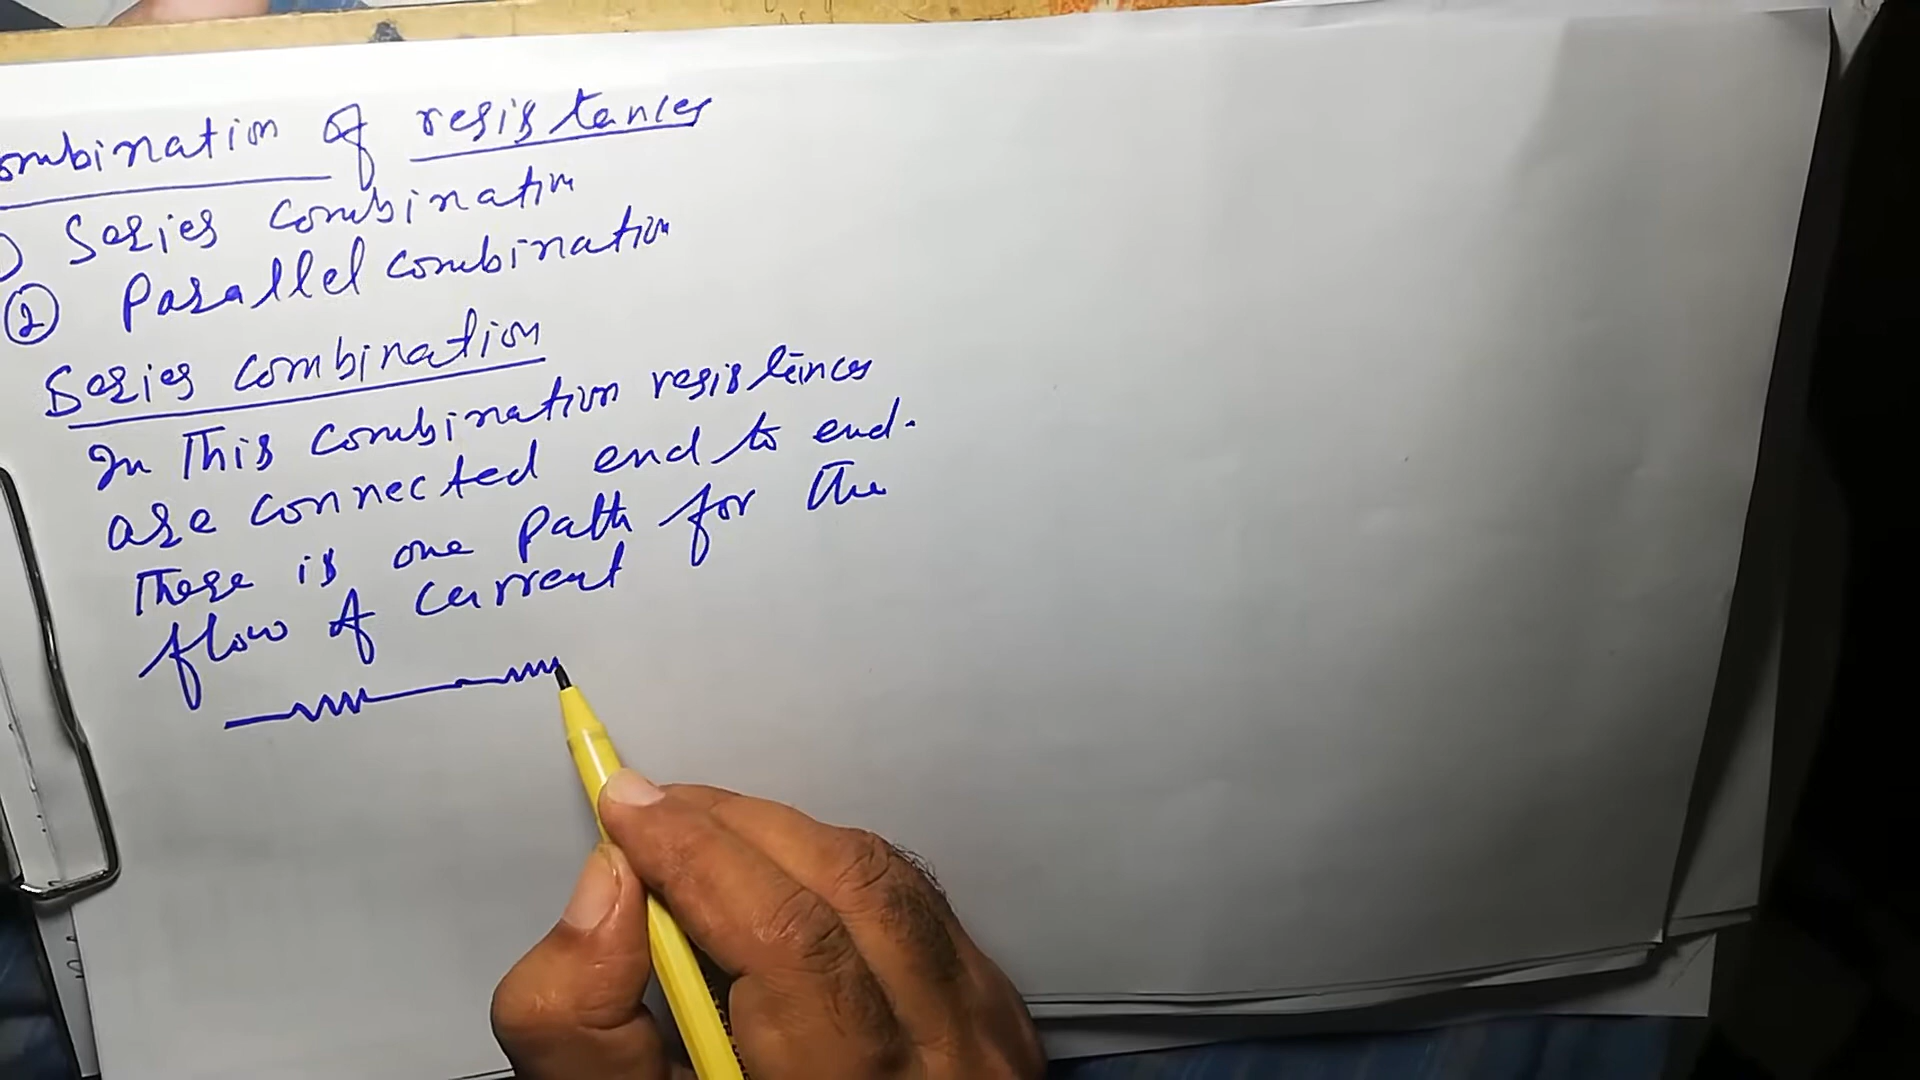 ombination of resistances
) Series combination
② Parallel combination
Series combination
In This combination resistances
are connected end to end.
There is one path for the
flow of current